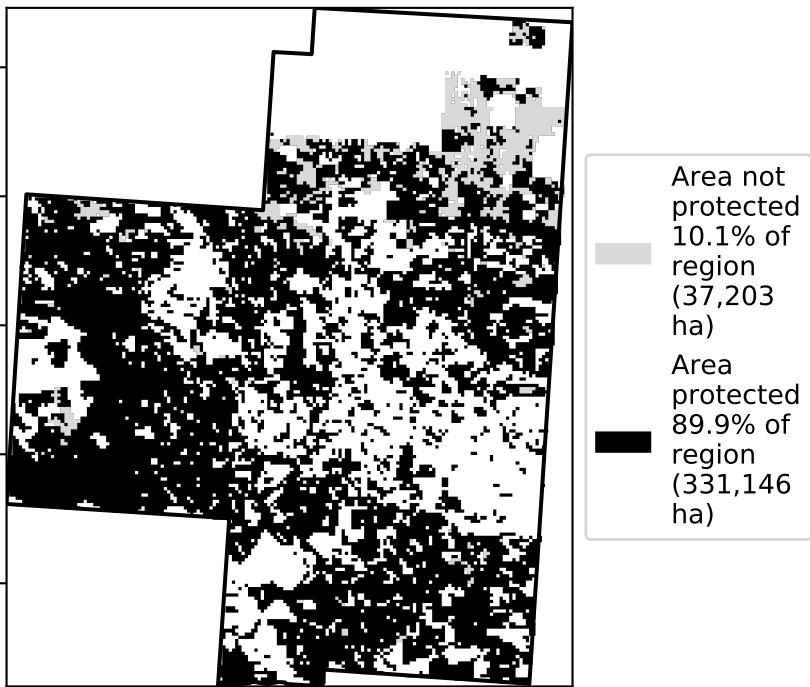 Area not
protected
10.1% of
region
(37,203
ha)
Area
protected
89.9% of
region
(331,146
ha)